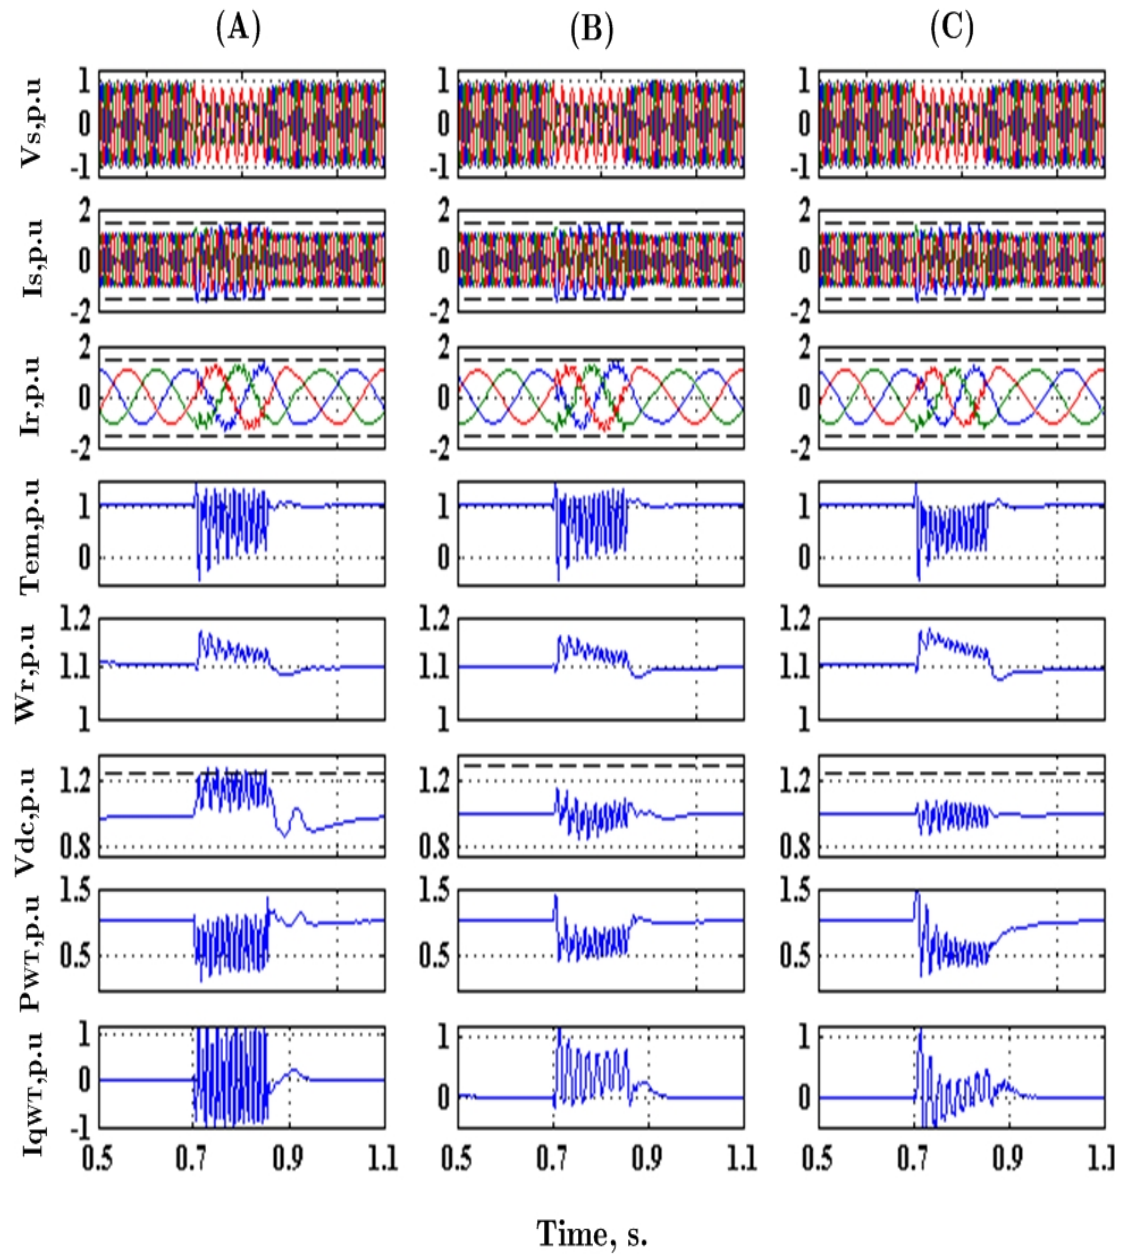 (A) (B) (C)
Vs,p.u 1 0 -1 1 0 -1 1 0 -1
Is,p.u 2 0 -2 2 0 -2 2 0 -2
Ir,p.u 2 0 -2 2 0 -2 2 0 -2
Tem,p.u 1 0 1 0 1 0
Wr,p.u 1.2 1.1 1 1.2 1.1 1 1.2 1.1 1
Vdc,p.u 1.2 0.8 1.2 0.8 1.2 0.8
PWT,p.u 1.5 0.5 1.5 0.5 1.5 0.5
IqWT,p.u 1 0 -1 1 0 1 0
0.5 0.7 0.9 1.1 0.5 0.7 0.9 1.1 0.5 0.7 0.9 1.1
Time, s.